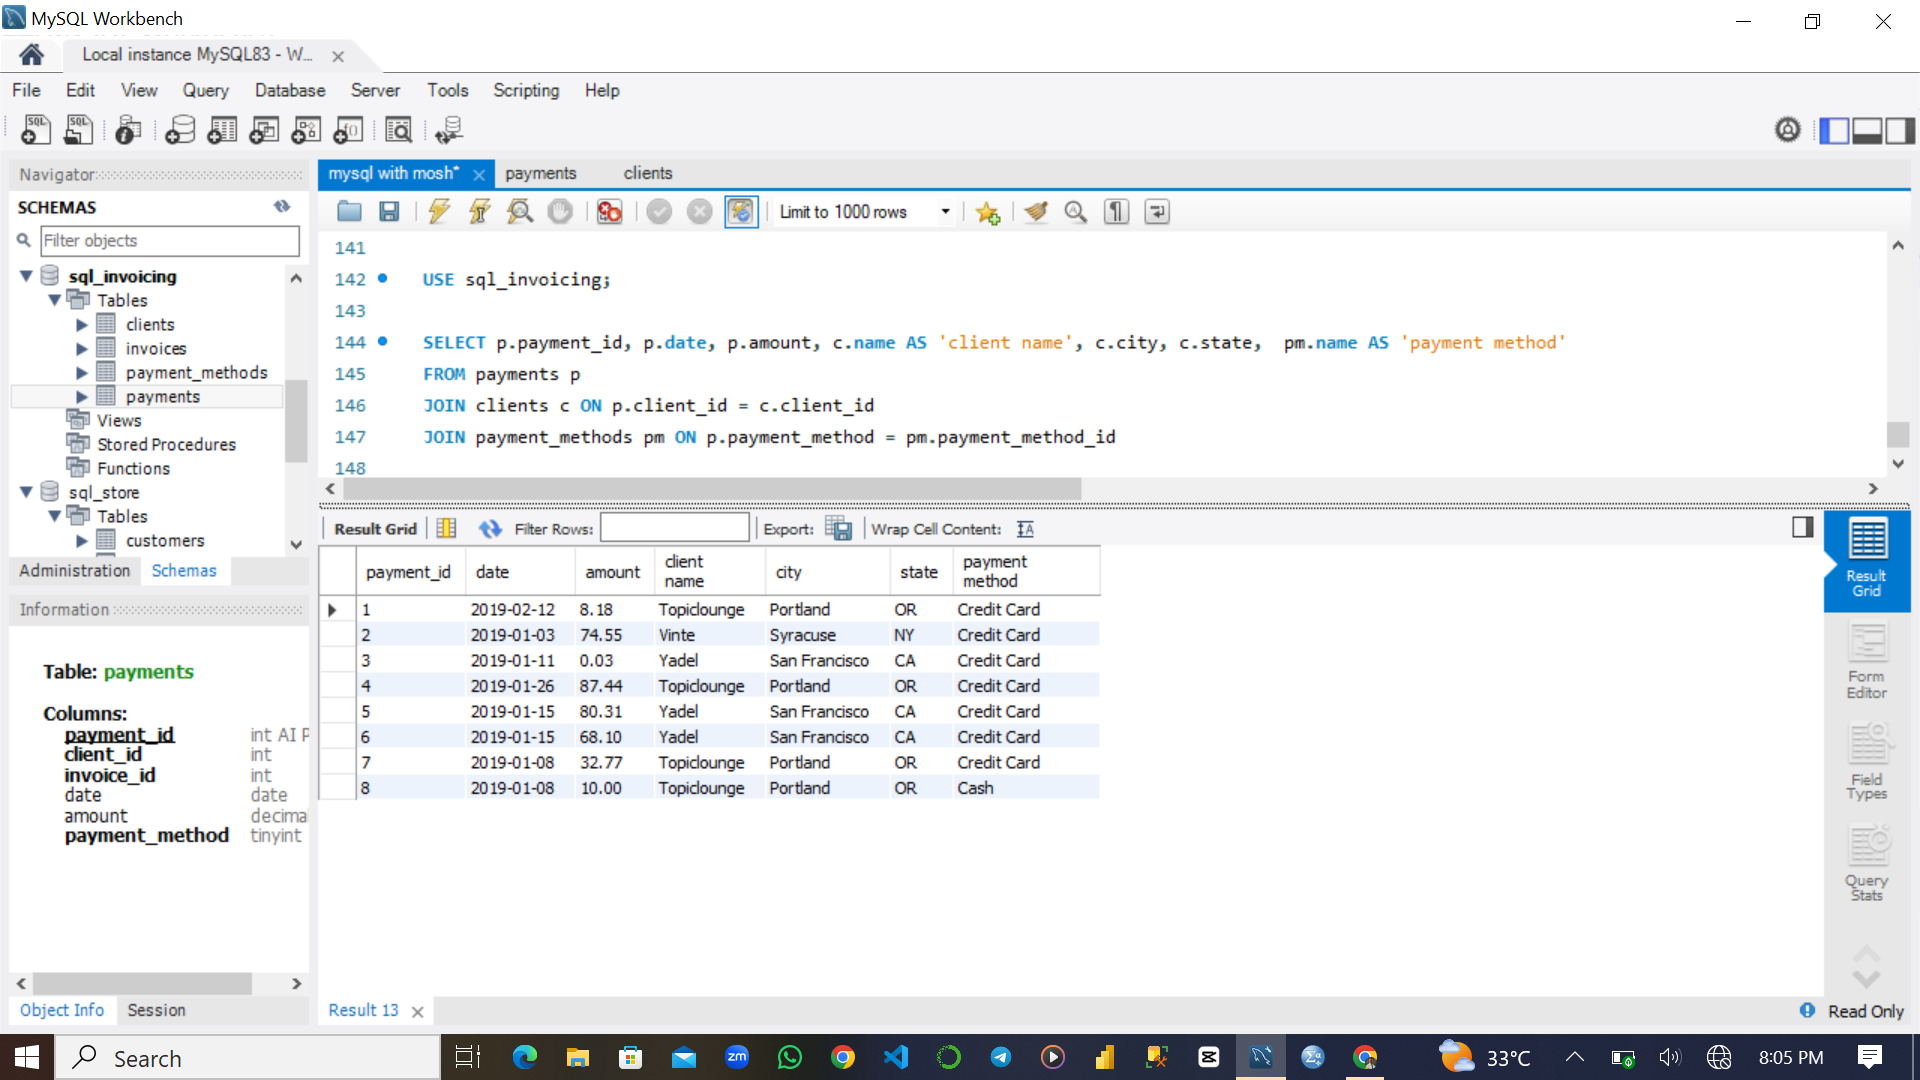 MySQL Workbench
Local instance MySQL83 - W...
File Edit View Query Database Server Tools Scripting Help
Navigator
SCHEMAS
Filter objects
sql_invoicing
Tables
clients
invoices
payment_methods
payments
Views
Stored Procedures
Functions
sql_store
Tables
customers
Administration Schemas
Information
Table: payments
Columns:
payment_id int AI P
client_id int
invoice_id int
date date
amount decima
payment_method tinyint
Object Info Session
mysql with mosh* payments clients
Limit to 1000 rows
141
142 USE sql_invoicing;
143
144 SELECT p.payment_id, p.date, p.amount, c.name AS 'client name', c.city, c.state,  pm.name AS 'payment method'
145 FROM payments p
146 JOIN clients c ON p.client_id = c.client_id
147 JOIN payment_methods pm ON p.payment_method = pm.payment_method_id
148
Result Grid Filter Rows: Export: Wrap Cell Content:
payment_id date amount client name city state payment method
1 2019-02-12 8.18 Topiclounge Portland OR Credit Card
2 2019-01-03 74.55 Vinte Syracuse NY Credit Card
3 2019-01-11 0.03 Yadel San Francisco CA Credit Card
4 2019-01-26 87.44 Topiclounge Portland OR Credit Card
5 2019-01-15 80.31 Yadel San Francisco CA Credit Card
6 2019-01-15 68.10 Yadel San Francisco CA Credit Card
7 2019-01-08 32.77 Topiclounge Portland OR Credit Card
8 2019-01-08 10.00 Topiclounge Portland OR Cash
Result Grid
Form Editor
Field Types
Query Stats
Result 13
Read Only
Search
zm
33°C
8:05 PM